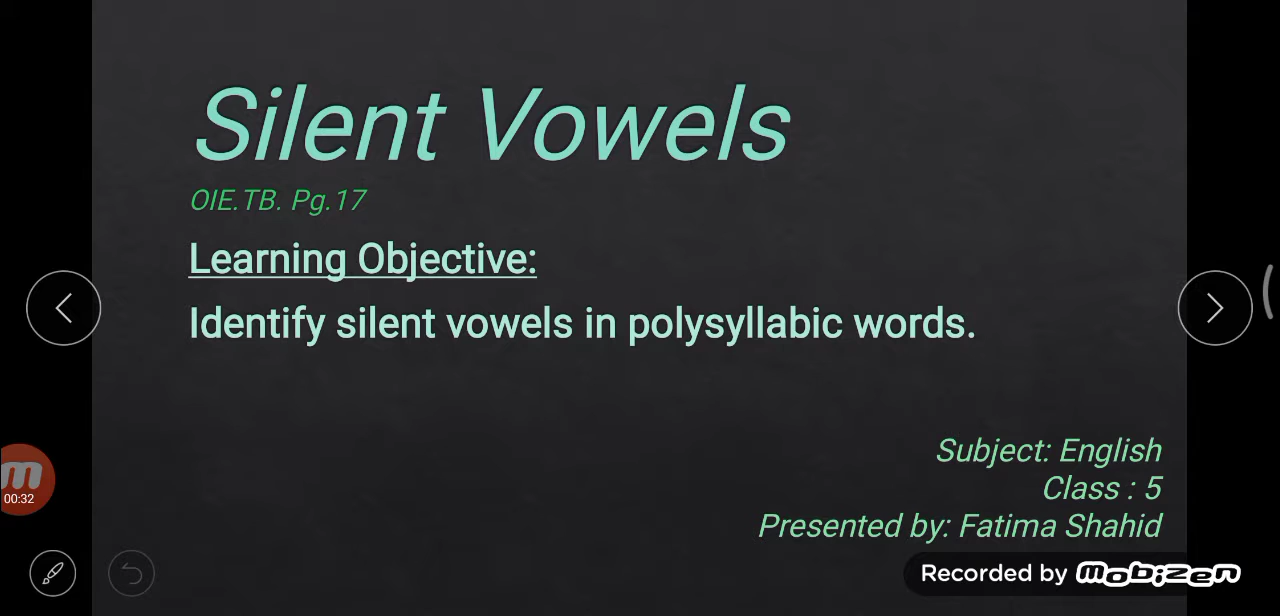 Silent Vowels
OIE.TB. Pg.17
Learning Objective:
Identify silent vowels in polysyllabic words.
Subject: English
Class : 5
Presented by: Fatima Shahid
m
00:32
Recorded by mobizen